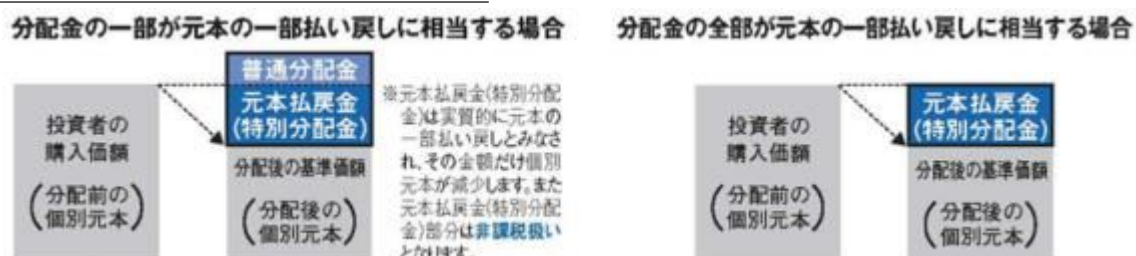 分配金の一部が元本の一部払い戻しに相当する場合
普通分配金
元本払戻金
(特別分配金)
投資者の
購入価額
(分配前の
個別元本)
分配後の基準価額
(分配後の
個別元本)
※元本払戻金(特別分配
金)は実質的に元本の
一部払い戻しとみなさ
れ、その金額だけ個別
元本が減少します。また
元本払戻金(特別分配
金)部分は非課税扱い
となります。
分配金の全部が元本の一部払い戻しに相当する場合
元本払戻金
(特別分配金)
投資者の
購入価額
(分配前の
個別元本)
分配後の基準価額
(分配後の
個別元本)